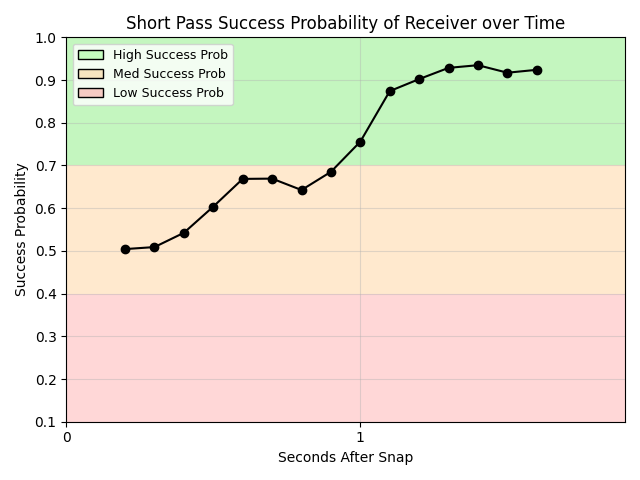 Short Pass Success Probability of Receiver over Time
High Success Prob
Med Success Prob
Low Success Prob
Success Probability
1.0
0.9
0.8
0.7
0.6
0.5
0.4
0.3
0.2
0.1
0
1
Seconds After Snap